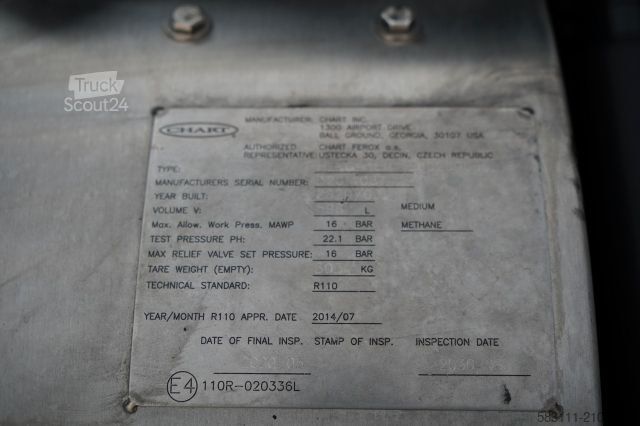 Truck
Scout24
CHART
MANUFACTURER: CHART INC.
1300 AIRPORT DRIVE
BALL GROUND, GEORGIA, 30107 USA
AUTHORIZED CHART FEROX a.s.
REPRESENTATIVE: USTECKA 30, DECIN, CZECH REPUBLIC
TYPE:
MANUFACTURERS SERIAL NUMBER:
YEAR BUILT:
VOLUME V: L MEDIUM
Max. Allow. Work Press. MAWP 16 BAR METHANE
TEST PRESSURE PH: 22.1 BAR
MAX RELIEF VALVE SET PRESSURE: 16 BAR
TARE WEIGHT (EMPTY): KG
TECHNICAL STANDARD: R110
YEAR/MONTH R110 APPR. DATE 2014/07
DATE OF FINAL INSP. STAMP OF INSP. INSPECTION DATE
E4 110R-020336L
583111-210